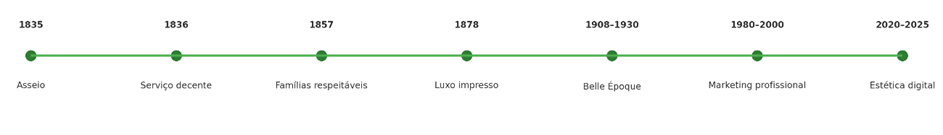 1835 1836 1857 1878 1908–1930 1980–2000 2020–2025
Asseio Serviço decente Famílias respeitáveis Luxo impresso Belle Époque Marketing profissional Estética digital